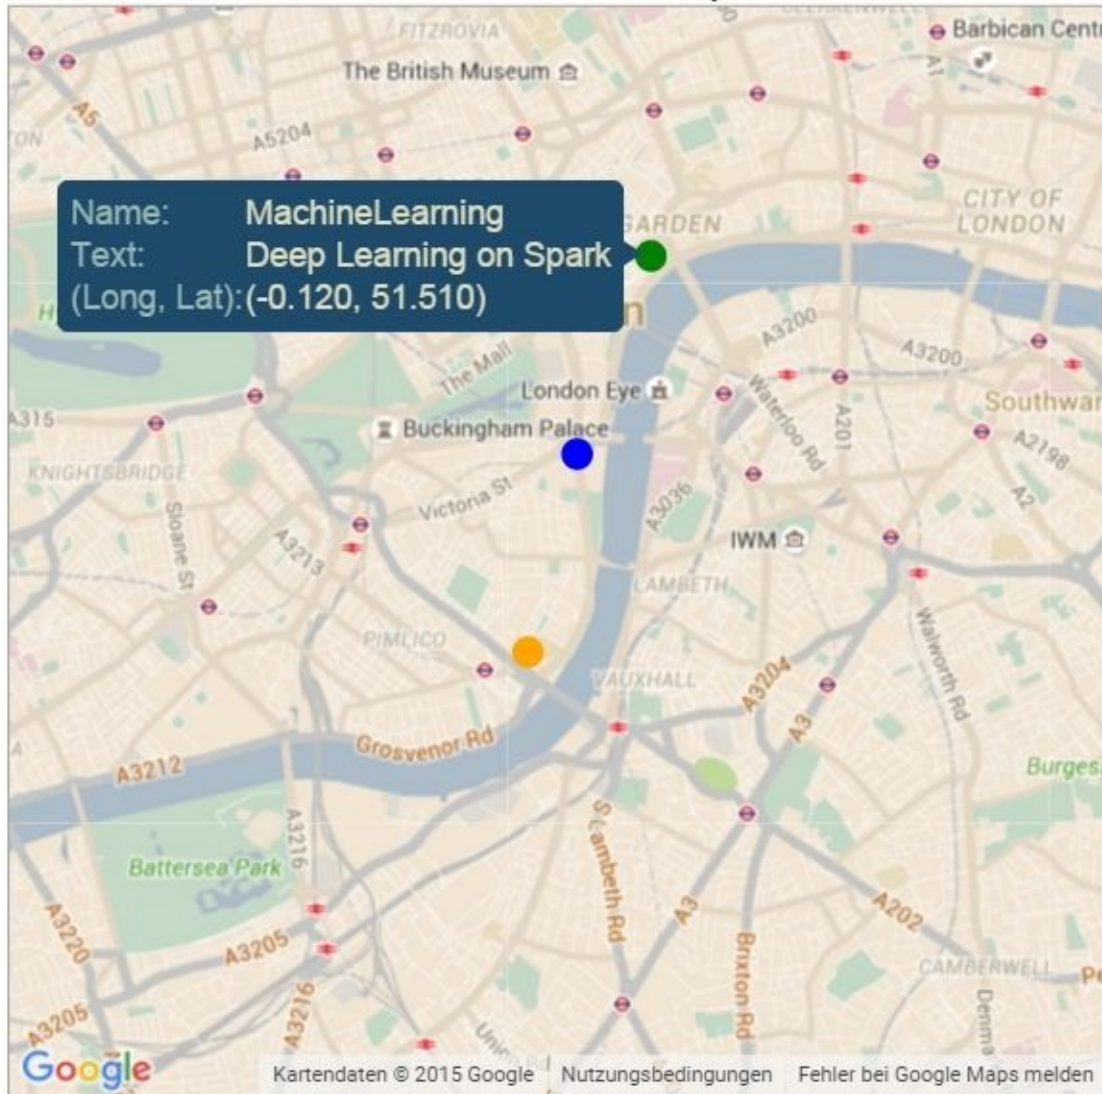 FITZROVIA
CLERKENWELL
Barbican Centr
The British Museum
A1
A5
TON
A5204
CITY OF
LONDON
GARDEN
Name: MachineLearning
Text: Deep Learning on Spark
(Long, Lat):(-0.120, 51.510)
H
n
A3200
A3200
The Mall
London Eye
Waterloo Rd
Southwar
A315
A201
Buckingham Palace
A2198
KNIGHTSBRIDGE
Victoria St
A3036
A2
Sloane St
A3213
IWM
LAMBETH
PIMLICO
Walworth Rd
VAUXHALL
A3204
A3
Grosvenor Rd
A3212
Burges
A3216
S Lambeth Rd
Battersea Park
A3220
A3205
A3
A202
Brixton Rd
CAMBERWELL
Pe
A3216
A3205
Denma
Google
Kartendaten © 2015 Google
Nutzungsbedingungen
Fehler bei Google Maps melden